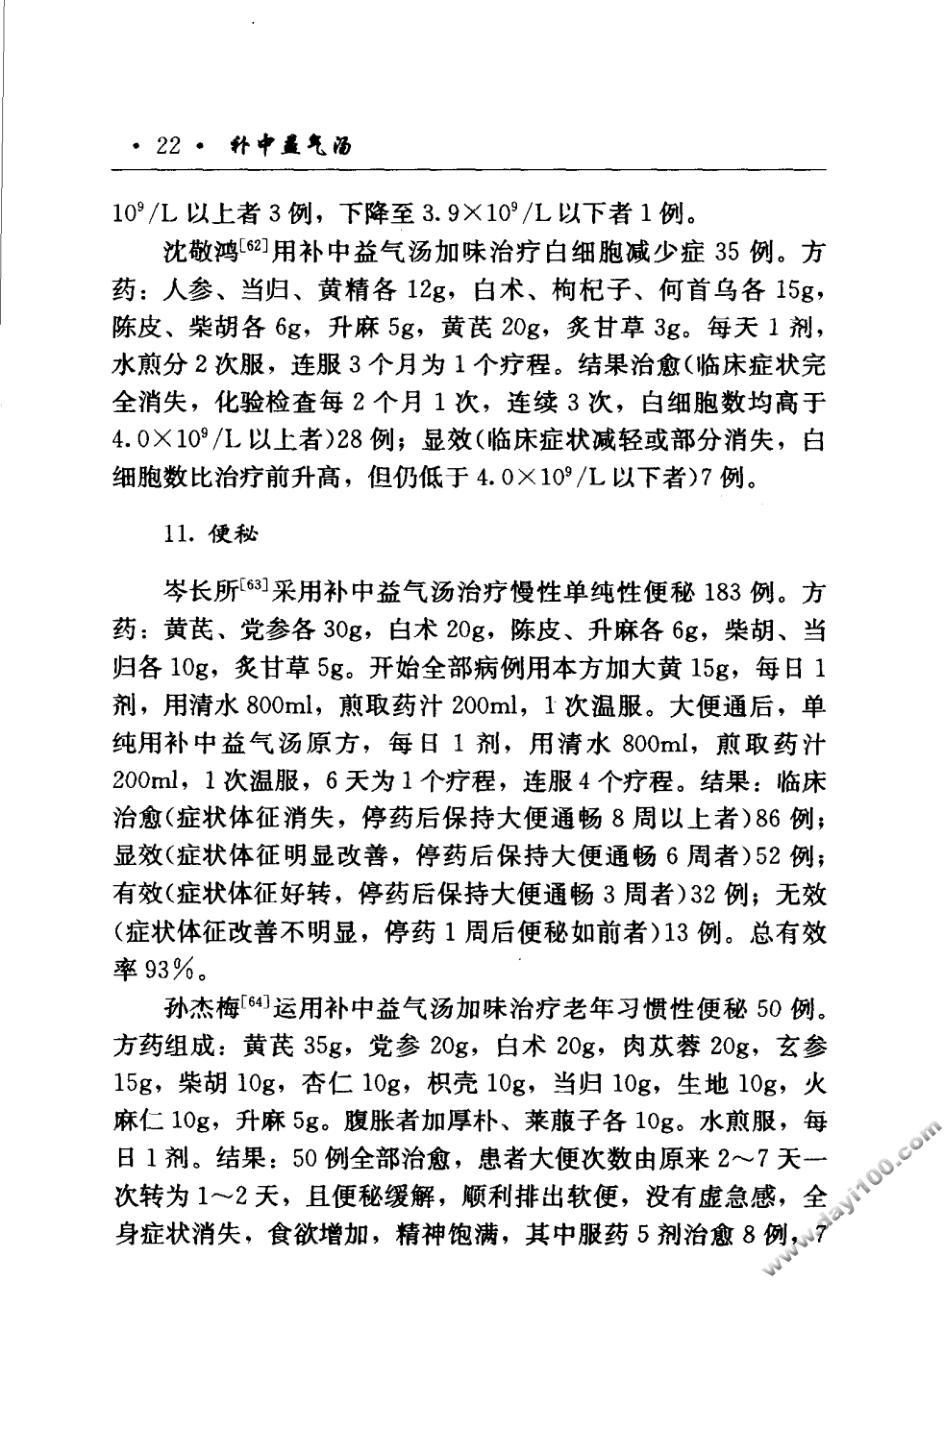 · 22 · 补中益气汤
10⁹/L 以上者 3 例，下降至 3.9×10⁹/L 以下者 1 例。
沈敬鸿[62]用补中益气汤加味治疗白细胞减少症 35 例。方
药：人参、当归、黄精各 12g，白术、枸杞子、何首乌各 15g，
陈皮、柴胡各 6g，升麻 5g，黄芪 20g，炙甘草 3g。每天 1 剂，
水煎分 2 次服，连服 3 个月为 1 个疗程。结果治愈(临床症状完
全消失，化验检查每 2 个月 1 次，连续 3 次，白细胞数均高于
4.0×10⁹/L 以上者)28 例；显效(临床症状减轻或部分消失，白
细胞数比治疗前升高，但仍低于 4.0×10⁹/L 以下者)7 例。
11. 便秘
岑长所[63]采用补中益气汤治疗慢性单纯性便秘 183 例。方
药：黄芪、党参各 30g，白术 20g，陈皮、升麻各 6g，柴胡、当
归各 10g，炙甘草 5g。开始全部病例用本方加大黄 15g，每日 1
剂，用清水 800ml，煎取药汁 200ml，1 次温服。大便通后，单
纯用补中益气汤原方，每日 1 剂，用清水 800ml，煎取药汁
200ml，1 次温服，6 天为 1 个疗程，连服 4 个疗程。结果：临床
治愈(症状体征消失，停药后保持大便通畅 8 周以上者)86 例；
显效(症状体征明显改善，停药后保持大便通畅 6 周者)52 例；
有效(症状体征好转，停药后保持大便通畅 3 周者)32 例；无效
(症状体征改善不明显，停药 1 周后便秘如前者)13 例。总有效
率 93%。
孙杰梅[64]运用补中益气汤加味治疗老年习惯性便秘 50 例。
方药组成：黄芪 35g，党参 20g，白术 20g，肉苁蓉 20g，玄参
15g，柴胡 10g，杏仁 10g，枳壳 10g，当归 10g，生地 10g，火
麻仁 10g，升麻 5g。腹胀者加厚朴、莱菔子各 10g。水煎服，每
日 1 剂。结果：50 例全部治愈，患者大便次数由原来 2～7 天一
次转为 1～2 天，且便秘缓解，顺利排出软便，没有虚急感，全
身症状消失，食欲增加，精神饱满，其中服药 5 剂治愈 8 例，7
www.dayi100.com